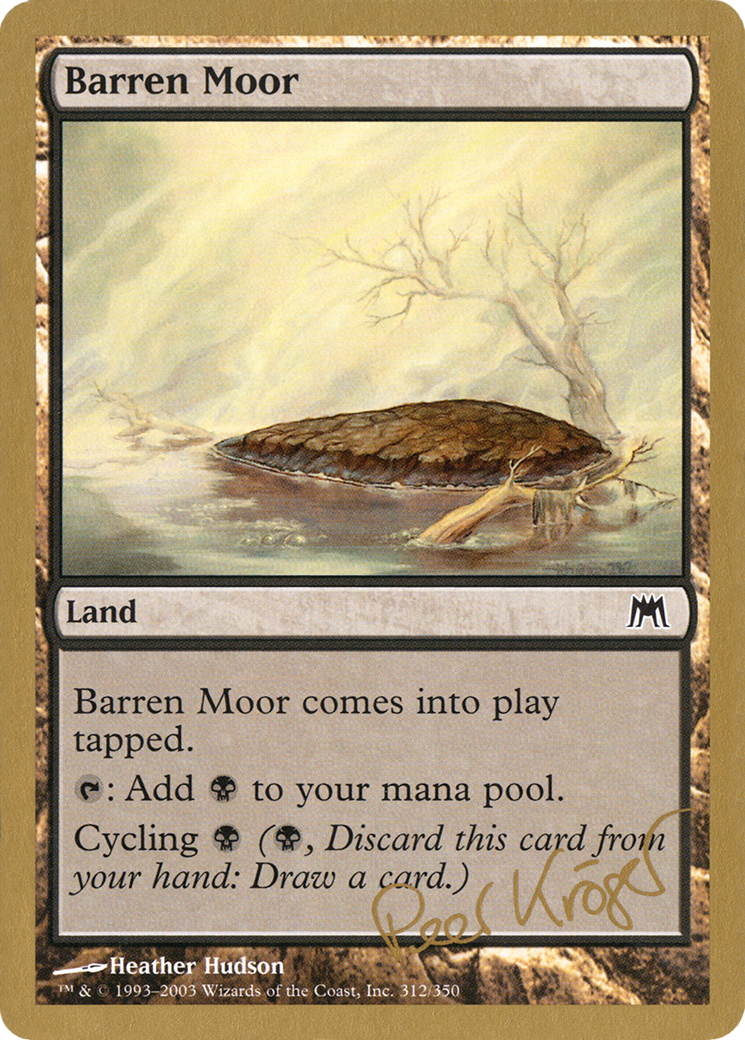 Barren Moor
Land
Barren Moor comes into play
tapped.
: Add to your mana pool.
Cycling (, Discard this card from
your hand: Draw a card.)
Peer Kröger
Heather Hudson
™ & © 1993–2003 Wizards of the Coast, Inc. 312/350